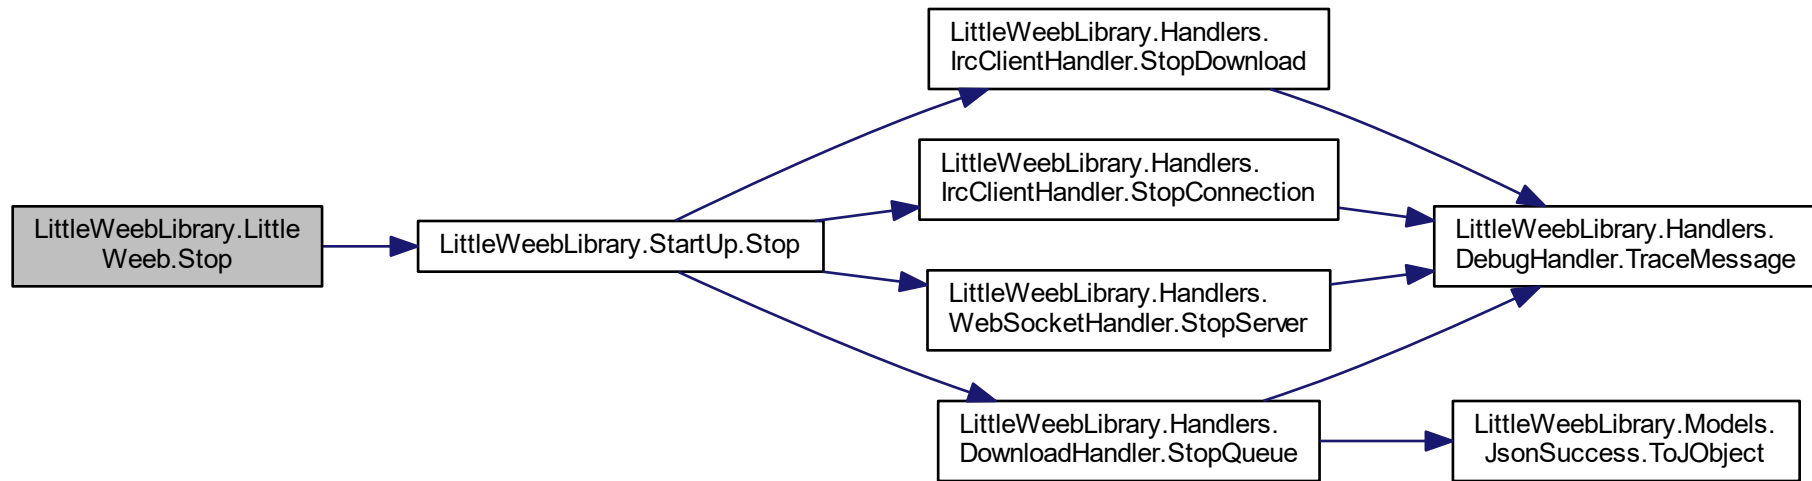 LittleWeebLibrary.Little
Weeb.Stop
LittleWeebLibrary.StartUp.Stop
LittleWeebLibrary.Handlers.
IrcClientHandler.StopDownload
LittleWeebLibrary.Handlers.
IrcClientHandler.StopConnection
LittleWeebLibrary.Handlers.
WebSocketHandler.StopServer
LittleWeebLibrary.Handlers.
DownloadHandler.StopQueue
LittleWeebLibrary.Handlers.
DebugHandler.TraceMessage
LittleWeebLibrary.Models.
JsonSuccess.ToJObject